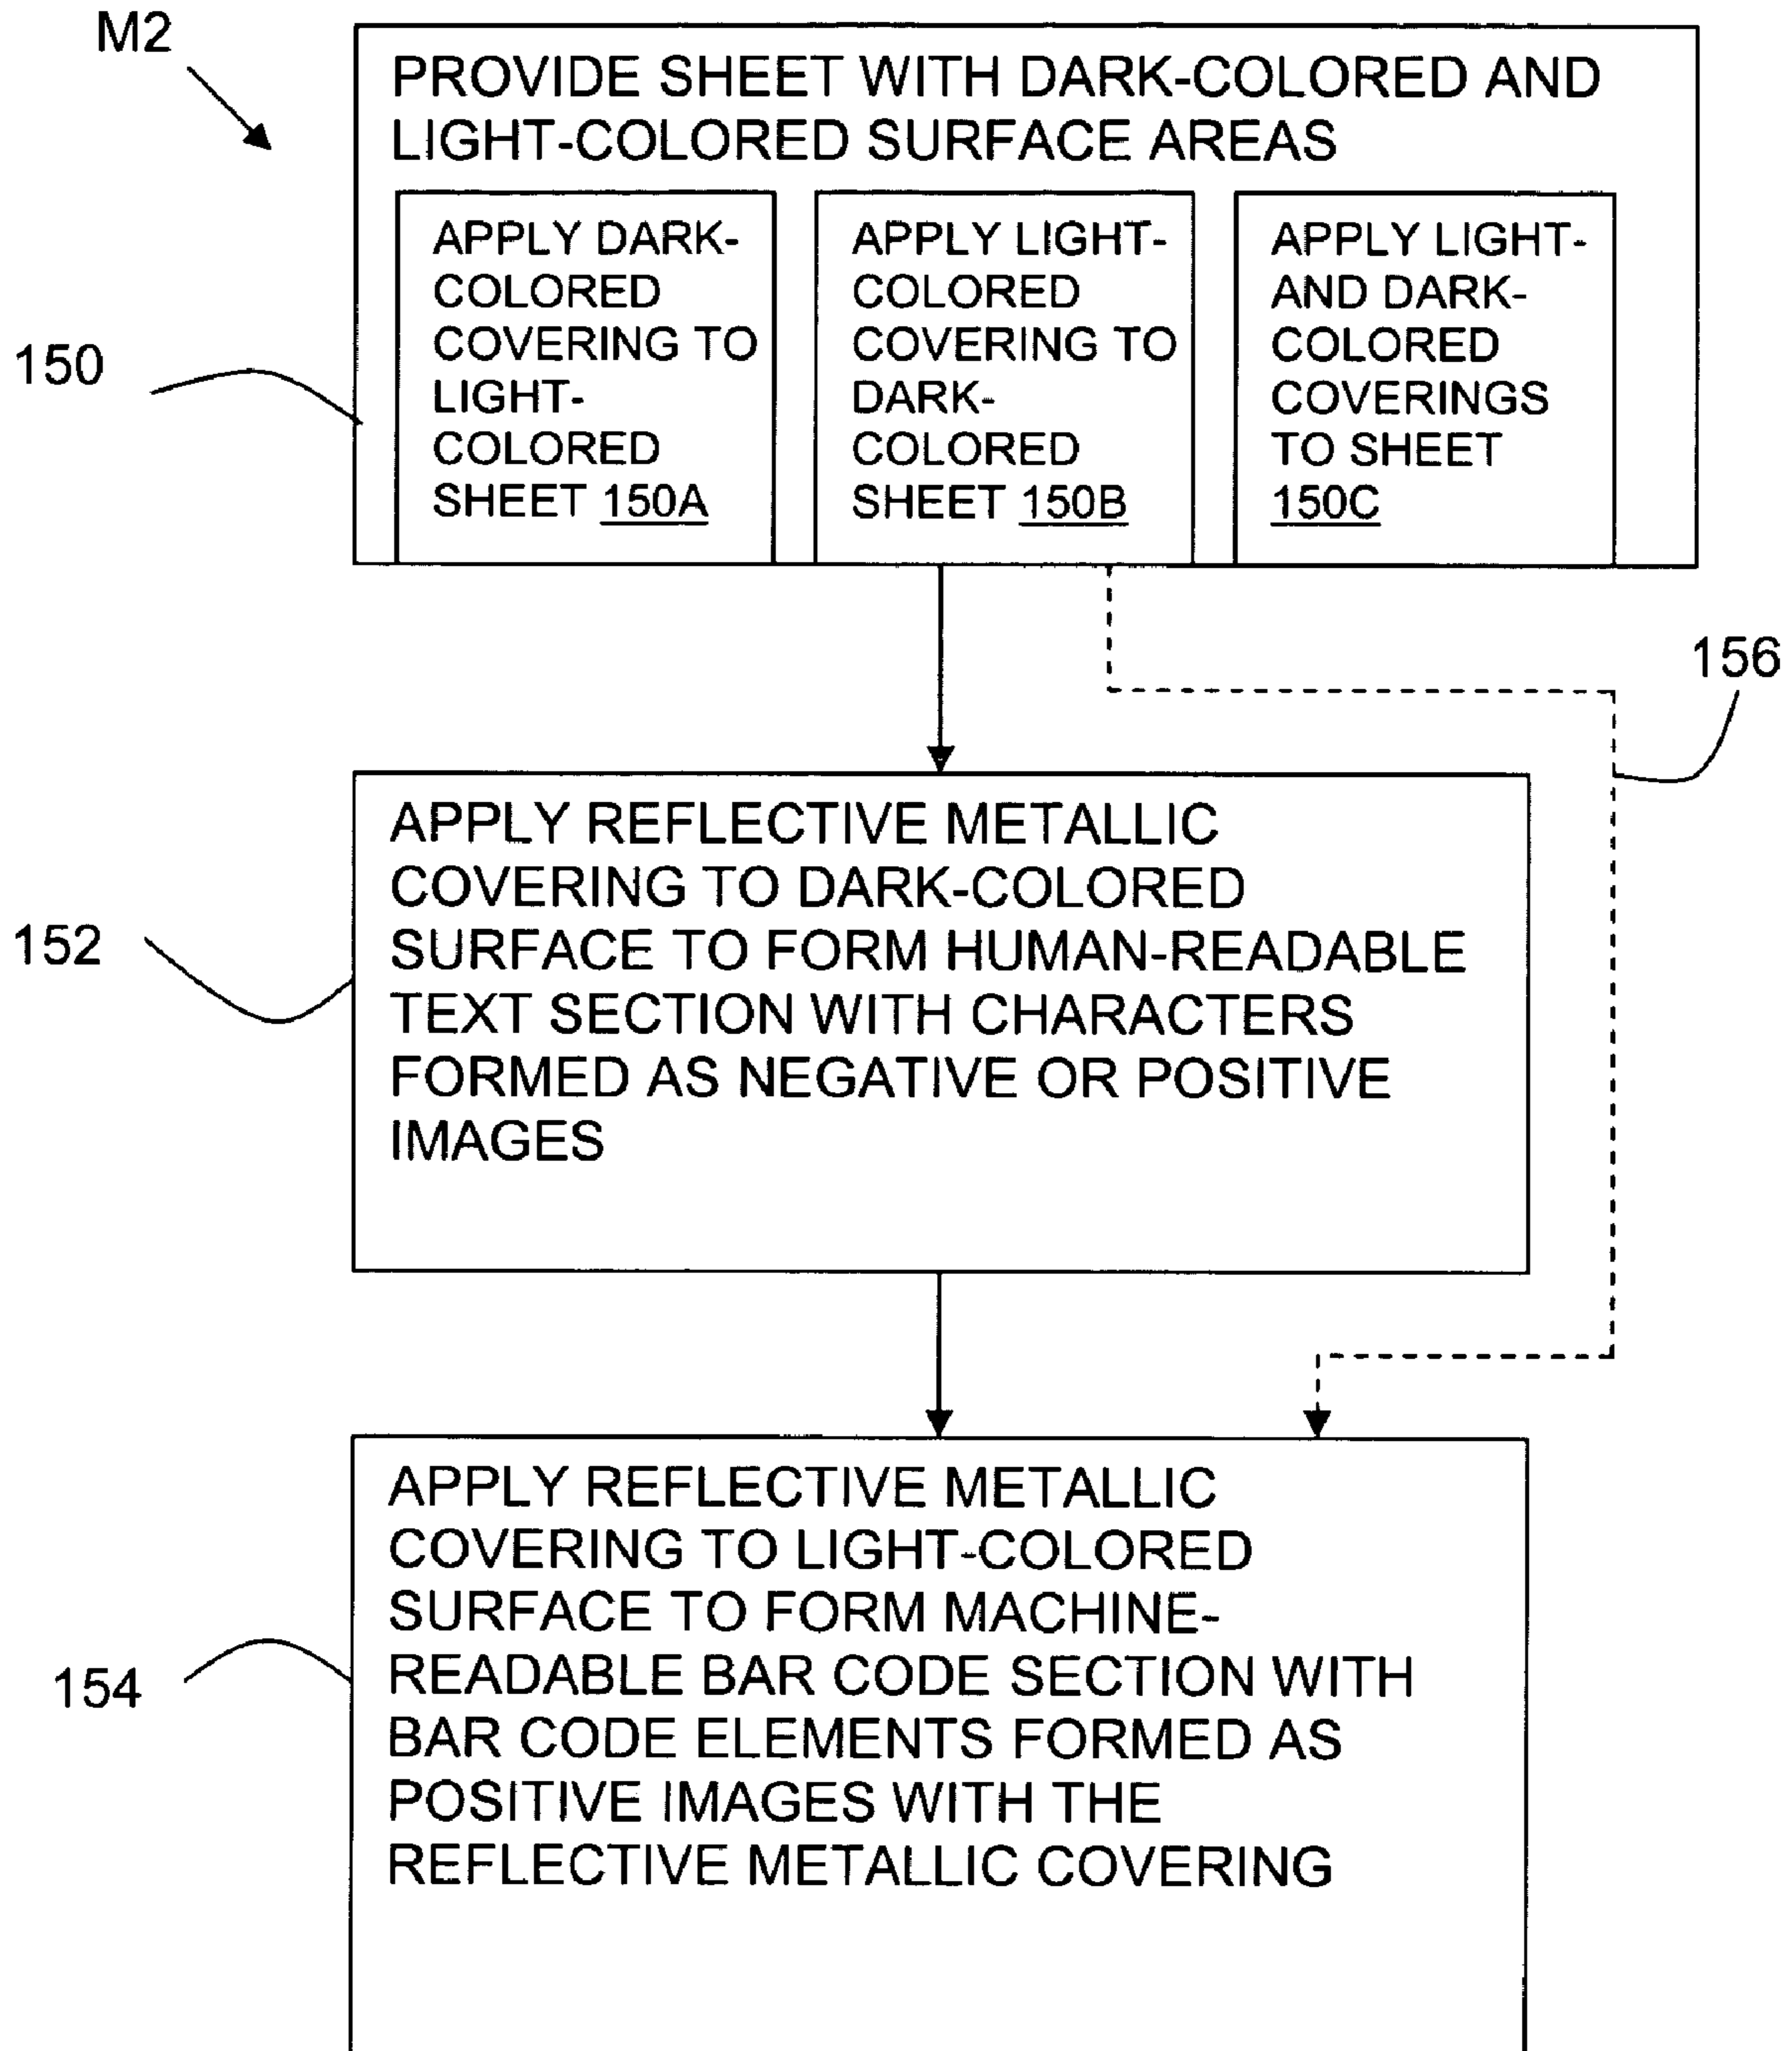 M2
PROVIDE SHEET WITH DARK-COLORED AND
LIGHT-COLORED SURFACE AREAS
APPLY DARK-
COLORED
COVERING TO
LIGHT-
COLORED
SHEET 150A
APPLY LIGHT-
COLORED
COVERING TO
DARK-
COLORED
SHEET 150B
APPLY LIGHT-
AND DARK-
COLORED
COVERINGS
TO SHEET
150C
150
156
APPLY REFLECTIVE METALLIC
COVERING TO DARK-COLORED
SURFACE TO FORM HUMAN-READABLE
TEXT SECTION WITH CHARACTERS
FORMED AS NEGATIVE OR POSITIVE
IMAGES
152
APPLY REFLECTIVE METALLIC
COVERING TO LIGHT-COLORED
SURFACE TO FORM MACHINE-
READABLE BAR CODE SECTION WITH
BAR CODE ELEMENTS FORMED AS
POSITIVE IMAGES WITH THE
REFLECTIVE METALLIC COVERING
154